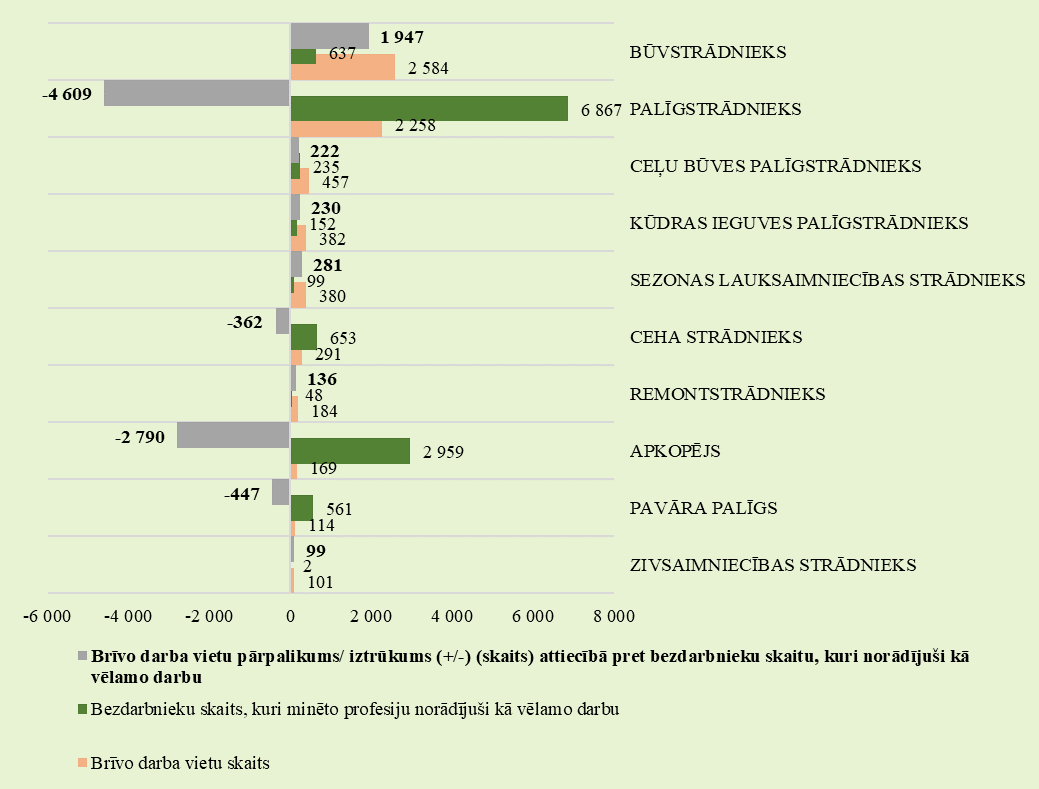 1 947
637
2 584
BŪVSTRĀDNIEKS
-4 609
6 867
2 258
PALĪGSTRĀDNIEKS
222
235
457
CEĻU BŪVES PALĪGSTRĀDNIEKS
230
152
382
KŪDRAS IEGUVES PALĪGSTRĀDNIEKS
281
99
380
SEZONAS LAUKSAIMNIECĪBAS STRĀDNIEKS
-362
653
291
CEHA STRĀDNIEKS
136
48
184
REMONTSTRĀDNIEKS
-2 790
2 959
169
APKOPĒJS
-447
561
114
PAVĀRA PALĪGS
99
2
101
ZIVSAIMNIECĪBAS STRĀDNIEKS
-6 000 -4 000 -2 000 0 2 000 4 000 6 000 8 000
Brīvo darba vietu pārpalikums/ iztrūkums (+/-) (skaits) attiecībā pret bezdarbnieku skaitu, kuri norādījuši kā
vēlamo darbu
Bezdarbnieku skaits, kuri minēto profesiju norādījuši kā vēlamo darbu
Brīvo darba vietu skaits